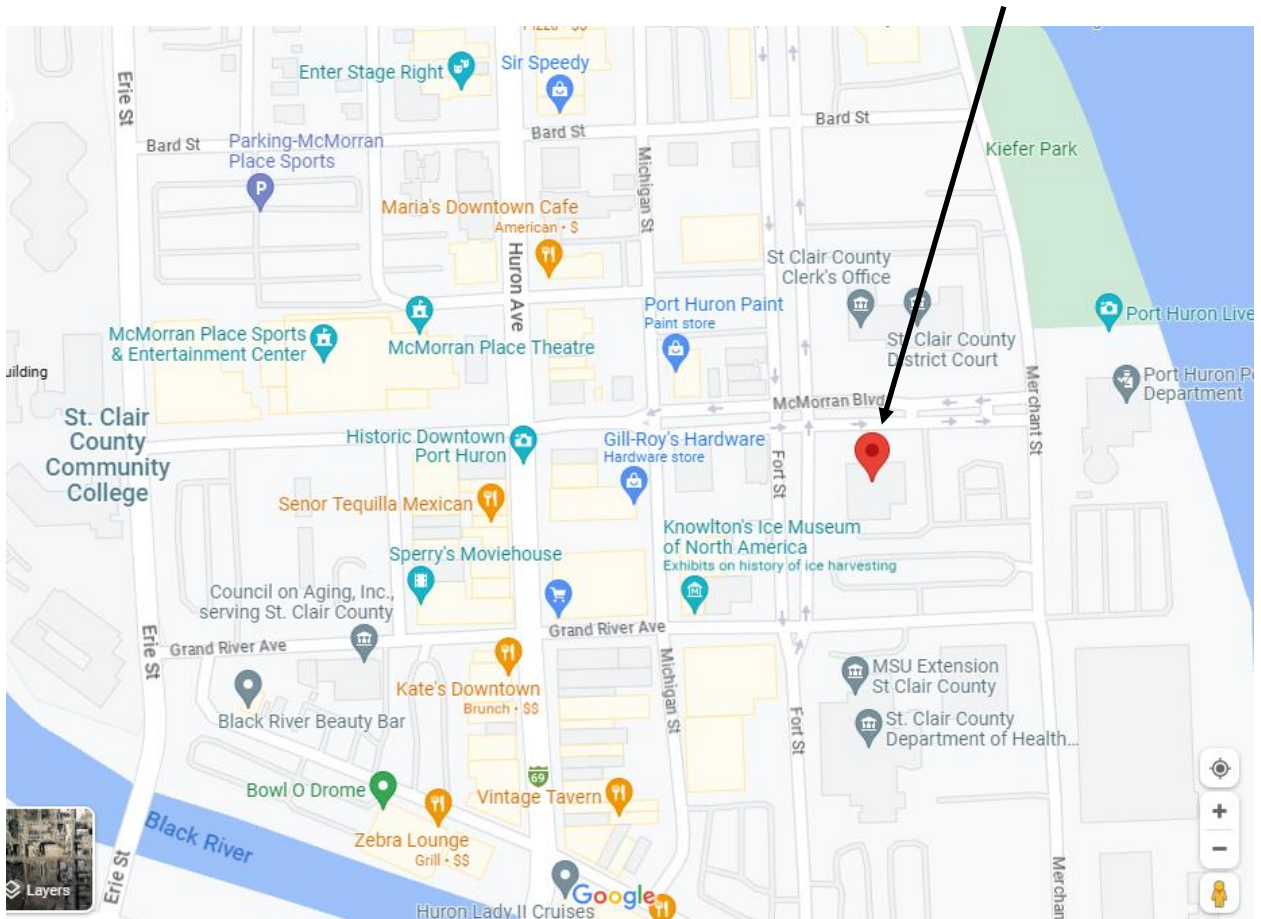 Enter Stage Right
Sir Speedy
Erie St
Bard St
Bard St
Bard St
Parking-McMorran
Place Sports
P
Michigan St
Kiefer Park
Maria's Downtown Cafe
American · $
Huron Ave
St Clair County
Clerk's Office
Port Huron Paint
Paint store
Port Huron Live
McMorran Place Sports
& Entertainment Center
McMorran Place Theatre
St. Clair County
District Court
uilding
Merchant St
Port Huron Po
Department
McMorran Blvd
St. Clair
County
Community
College
Historic Downtown
Port Huron
Gill-Roy's Hardware
Hardware store
Fort St
Senor Tequilla Mexican
Knowlton's Ice Museum
of North America
Exhibits on history of ice harvesting
Sperry's Moviehouse
Council on Aging, Inc.,
serving St. Clair County
Grand River Ave
Erie St
Grand River Ave
Kate's Downtown
Brunch · $$
Michigan St
MSU Extension
St Clair County
Black River Beauty Bar
Fort St
St. Clair County
Department of Health...
69
Bowl O Drome
Vintage Tavern
Black River
Zebra Lounge
Grill · $$
Erie St
Layers
Merchan
Google
Huron Lady II Cruises